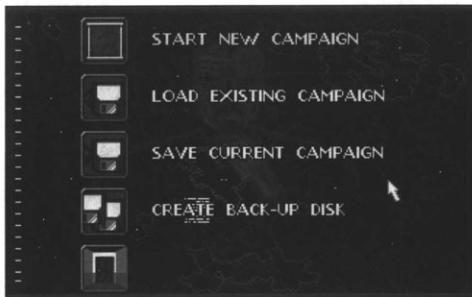 START NEW CAMPAIGN
LOAD EXISTING CAMPAIGN
SAVE CURRENT CAMPAIGN
CREATE BACK-UP DISK